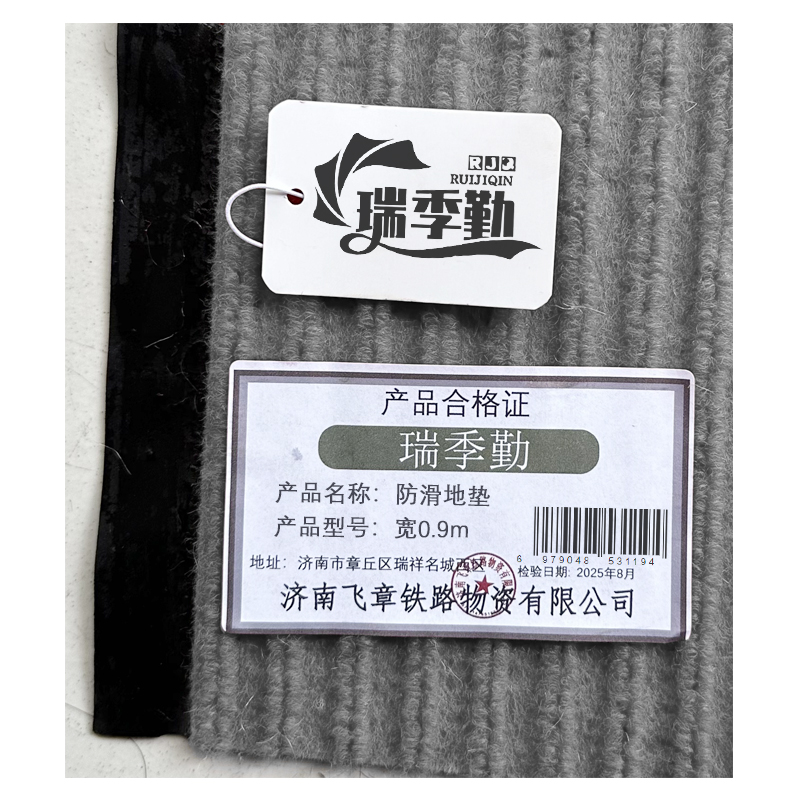 RJQ
RUIJIQIN
瑞季勤
产品合格证
瑞季勤
产品名称：防滑地垫
产品型号：宽0.9m
6 979048 531194
地址：济南市章丘区瑞祥名城西区
检验日期：2025年8月
济南飞章铁路物资有限公司